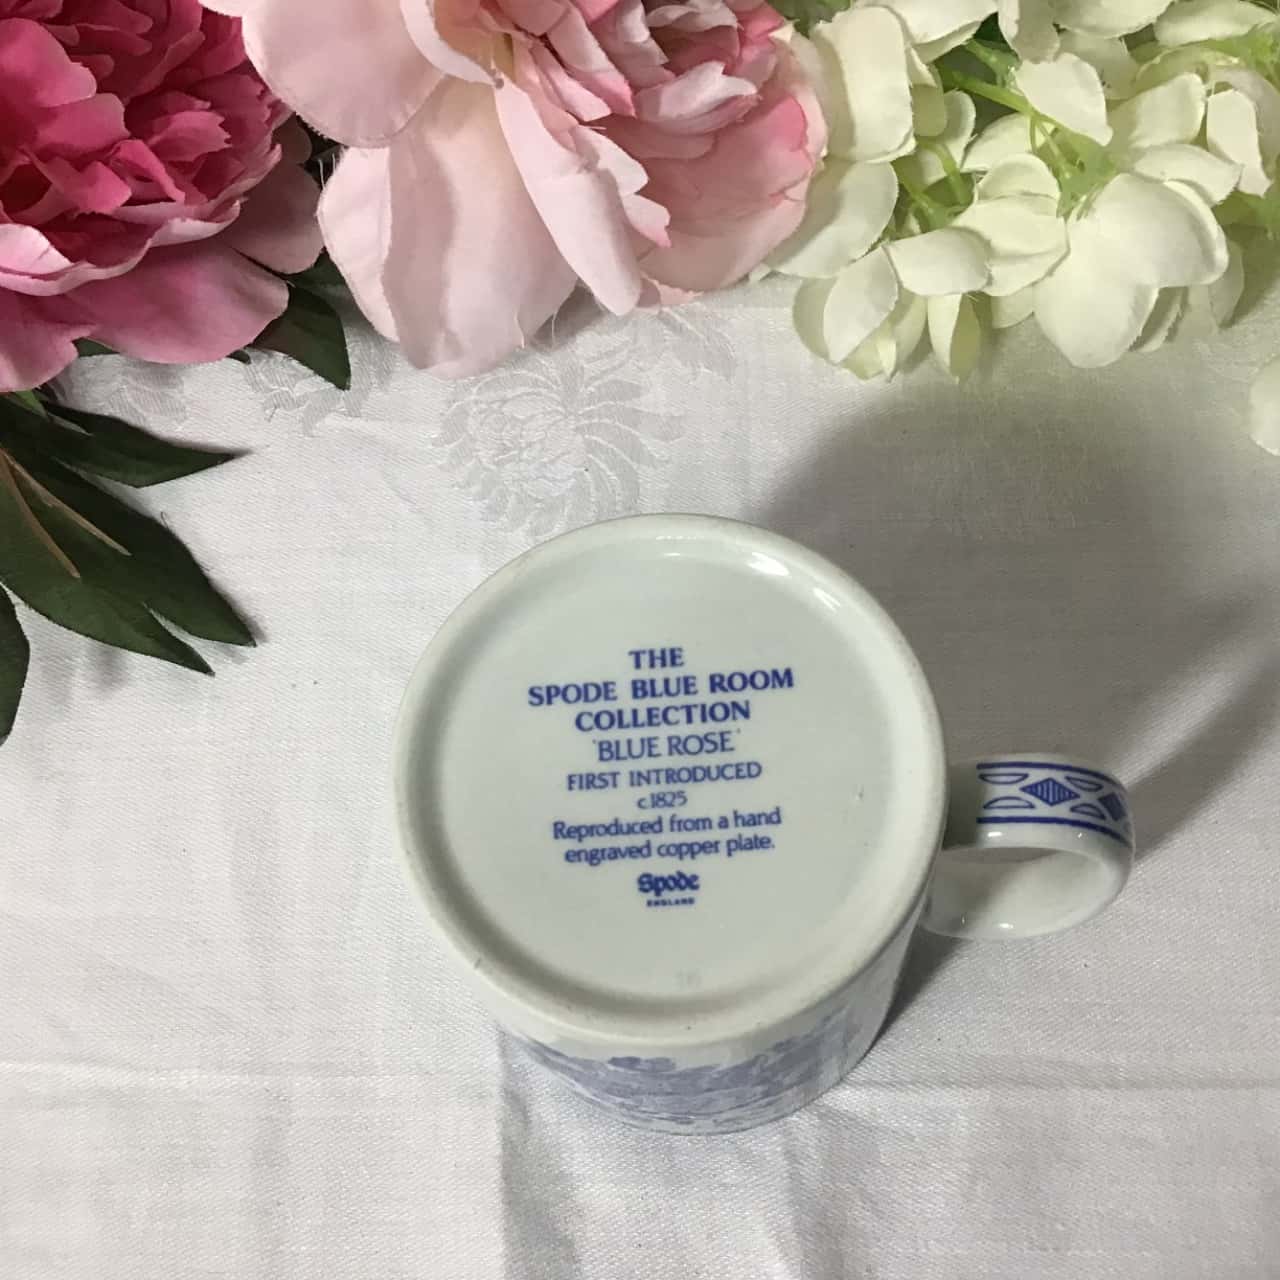 THE
SPODE BLUE ROOM
COLLECTION
'BLUE ROSE'
FIRST INTRODUCED
c.1825
Reproduced from a hand
engraved copper plate.
Spode
ENGLAND